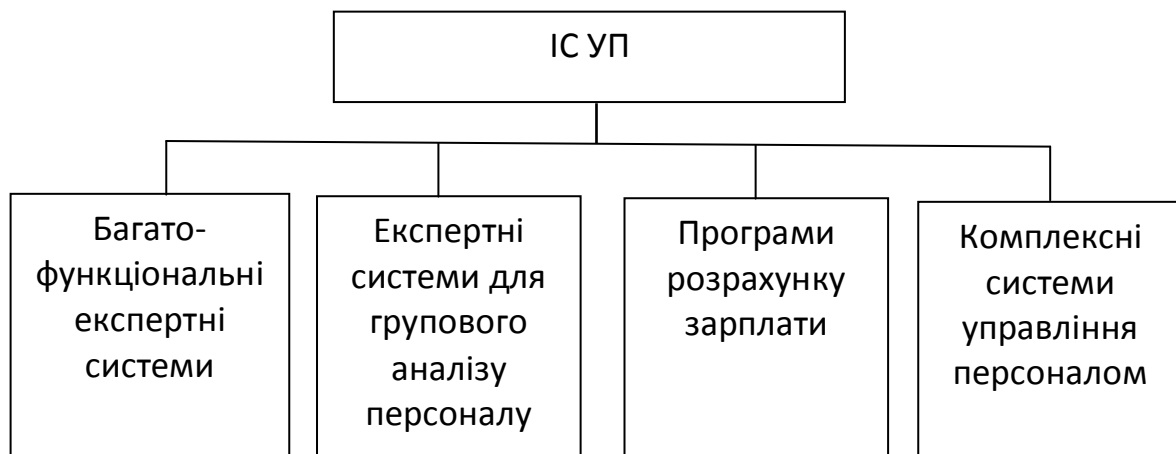 ІС УП
Багато-
функціональні
експертні
системи
Експертні
системи для
групового
аналізу
персоналу
Програми
розрахунку
зарплати
Комплексні
системи
управління
персоналом